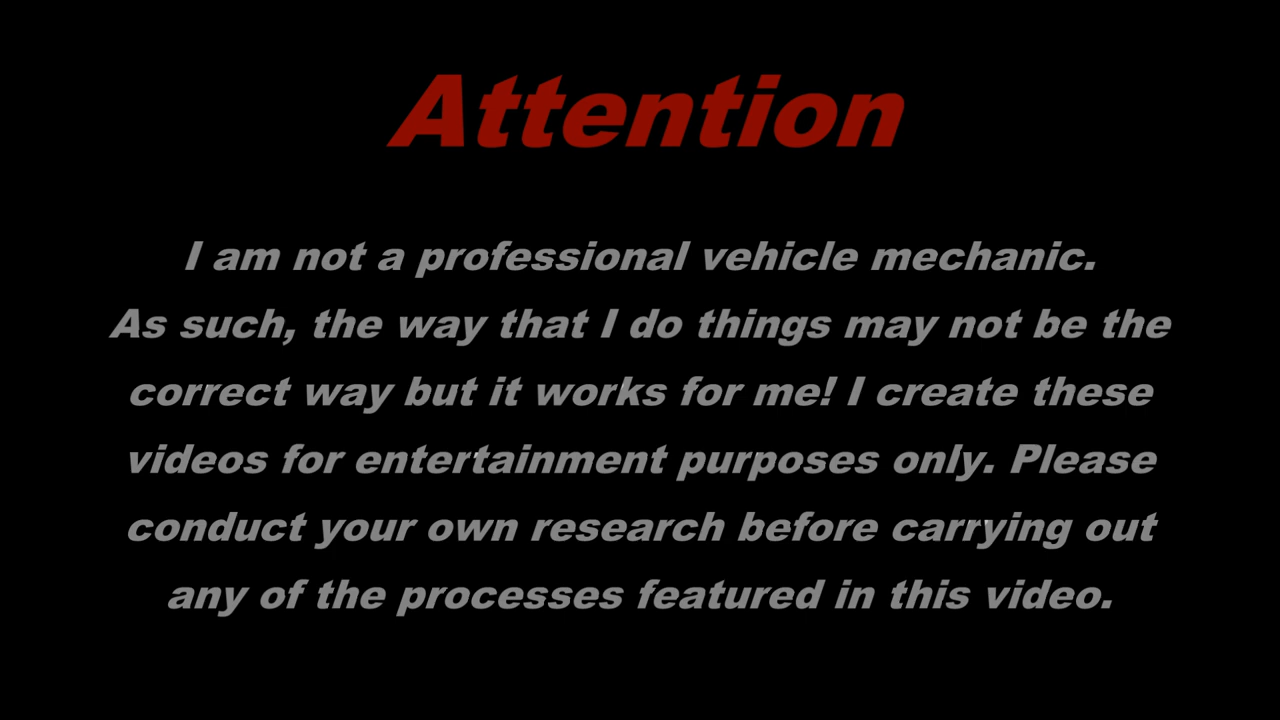 Attention
I am not a professional vehicle mechanic.
As such, the way that I do things may not be the
correct way but it works for me! I create these
videos for entertainment purposes only. Please
conduct your own research before carrying out
any of the processes featured in this video.